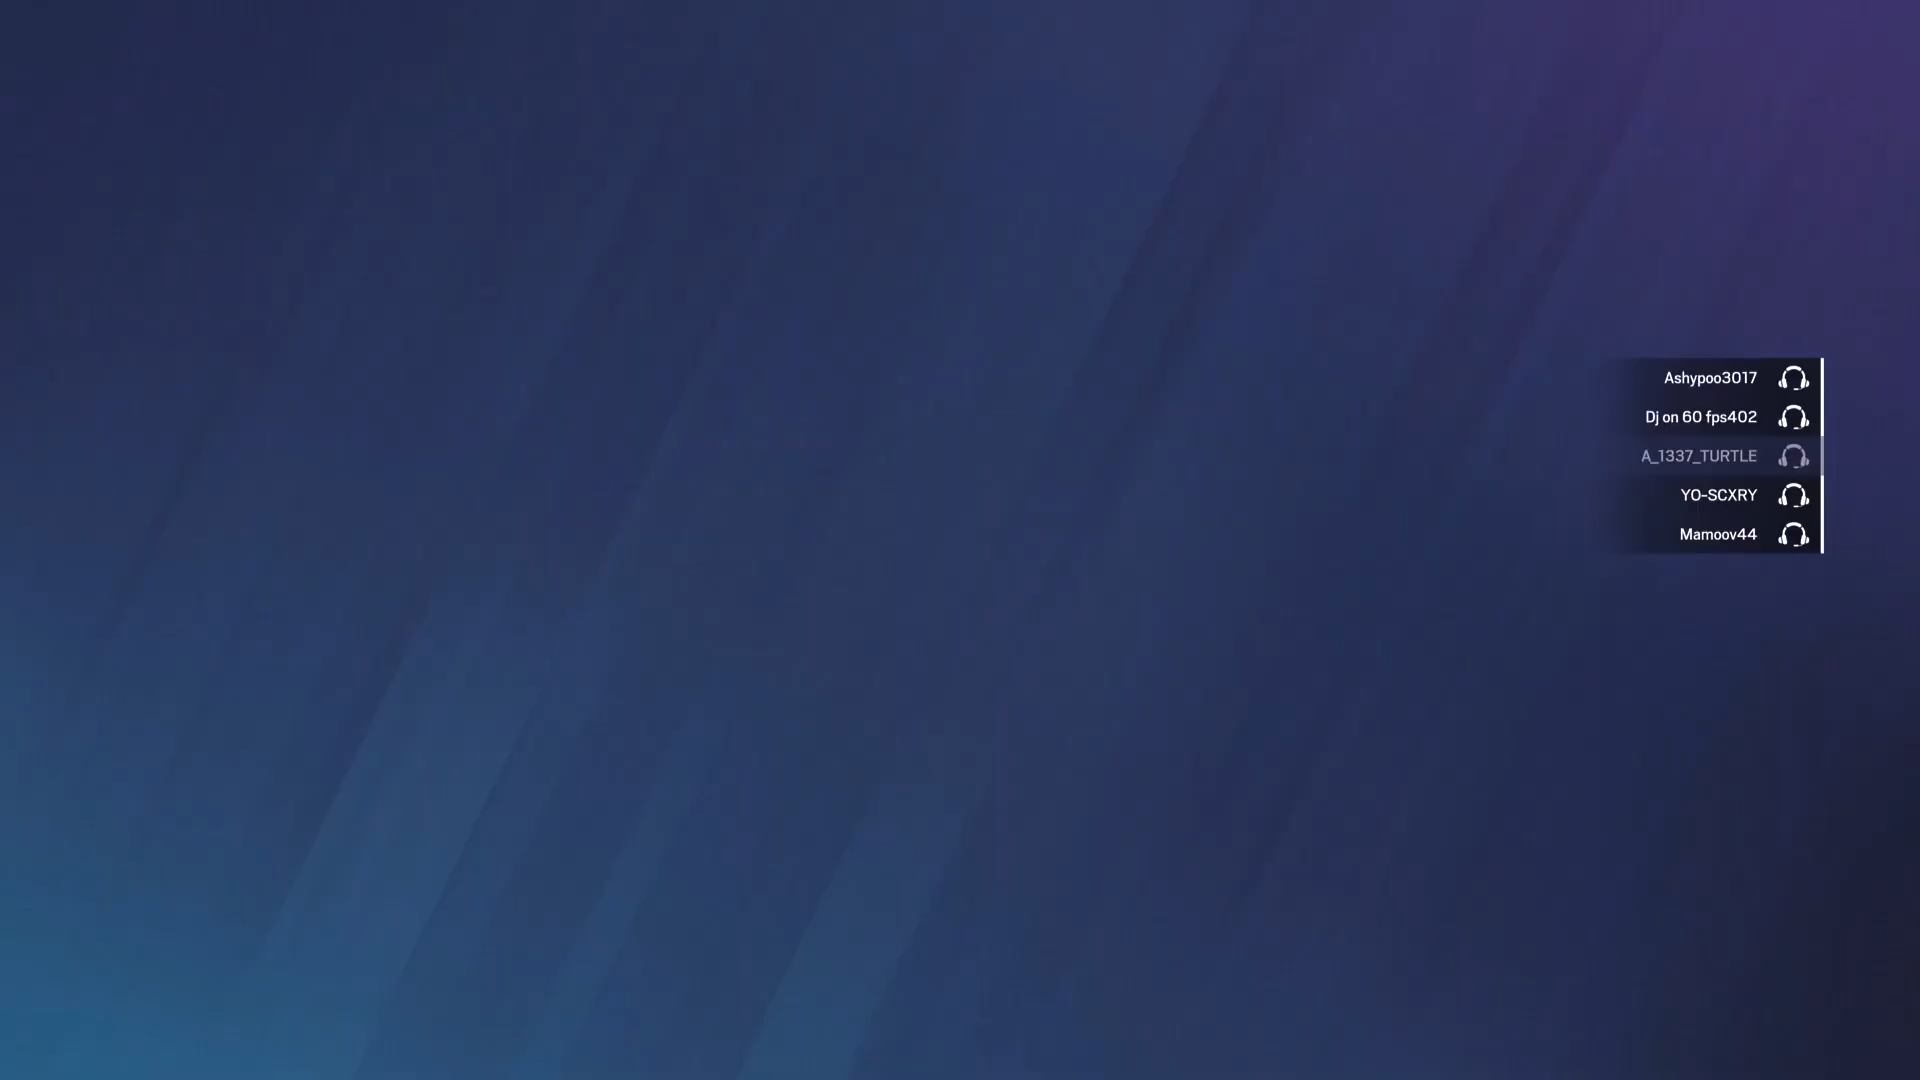 Ashypoo3017
Dj on 60 fps402
A_1337_TURTLE
YO-SCXRY
Mamoov44